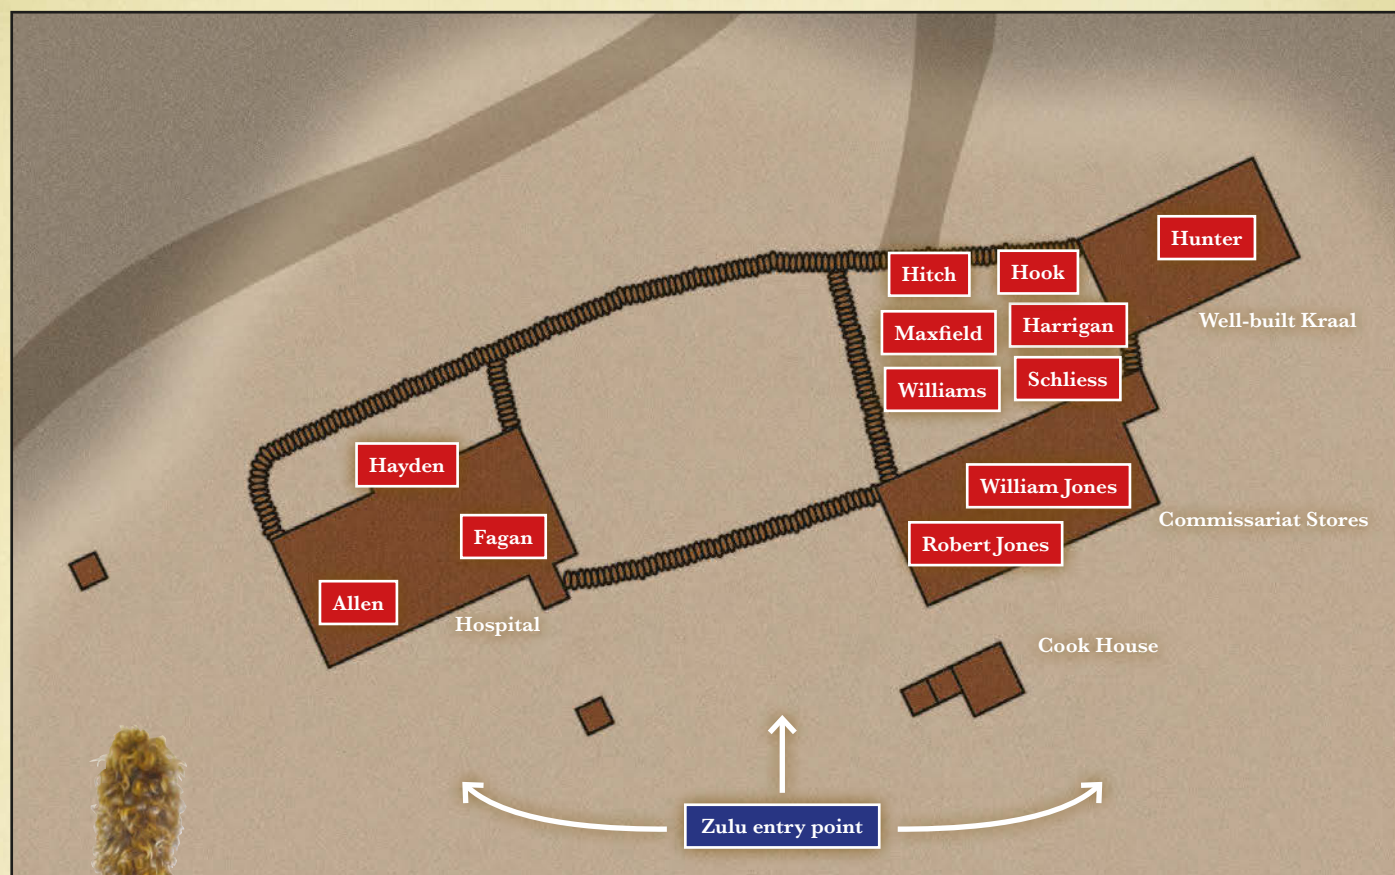 Hunter
Hitch
Hook
Well-built Kraal
Maxfield
Harrigan
Williams
Schliess
Hayden
William Jones
Commissariat Stores
Fagan
Robert Jones
Allen
Hospital
Cook House
Zulu entry point